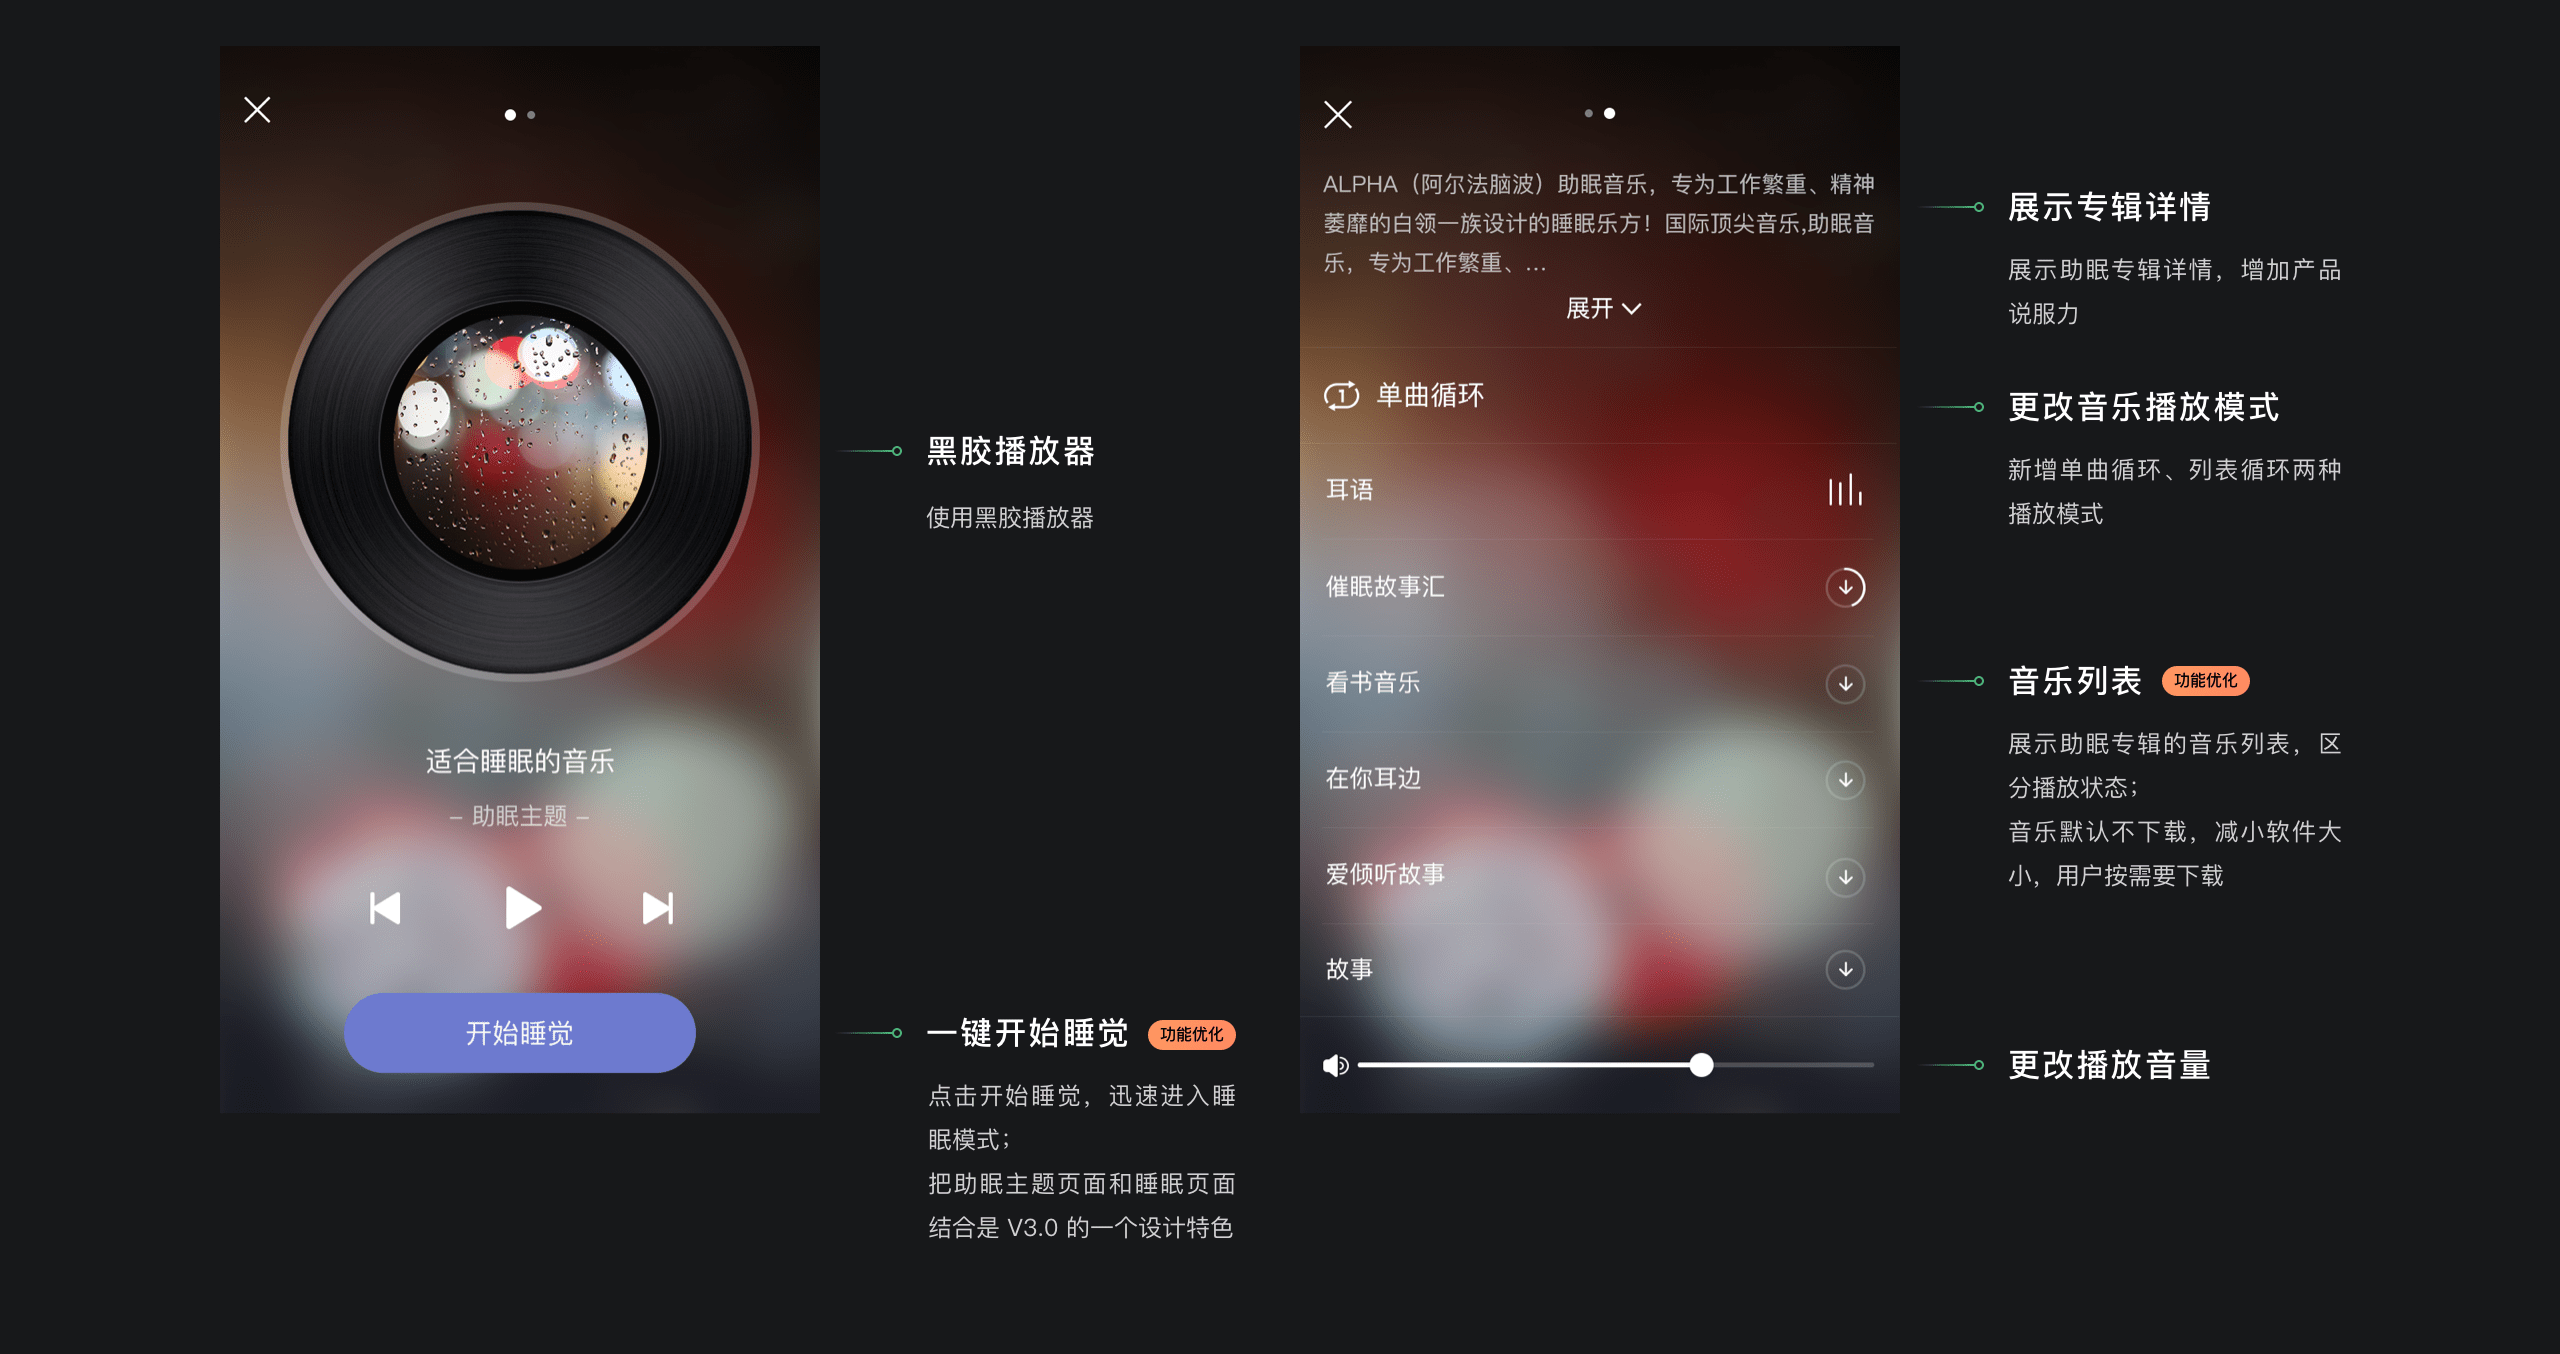 适合睡眠的音乐
– 助眠主题 –
开始睡觉
黑胶播放器
使用黑胶播放器
一键开始睡觉 功能优化
点击开始睡觉，迅速进入睡
眠模式；
把助眠主题页面和睡眠页面
结合是 V3.0 的一个设计特色
ALPHA（阿尔法脑波）助眠音乐，专为工作繁重、精神
萎靡的白领一族设计的睡眠乐方！国际顶尖音乐,助眠音
乐，专为工作繁重、...
展开
1 单曲循环
耳语
催眠故事汇
看书音乐
在你耳边
爱倾听故事
故事
展示专辑详情
展示助眠专辑详情，增加产品
说服力
更改音乐播放模式
新增单曲循环、列表循环两种
播放模式
音乐列表 功能优化
展示助眠专辑的音乐列表，区
分播放状态；
音乐默认不下载，减小软件大
小，用户按需要下载
更改播放音量